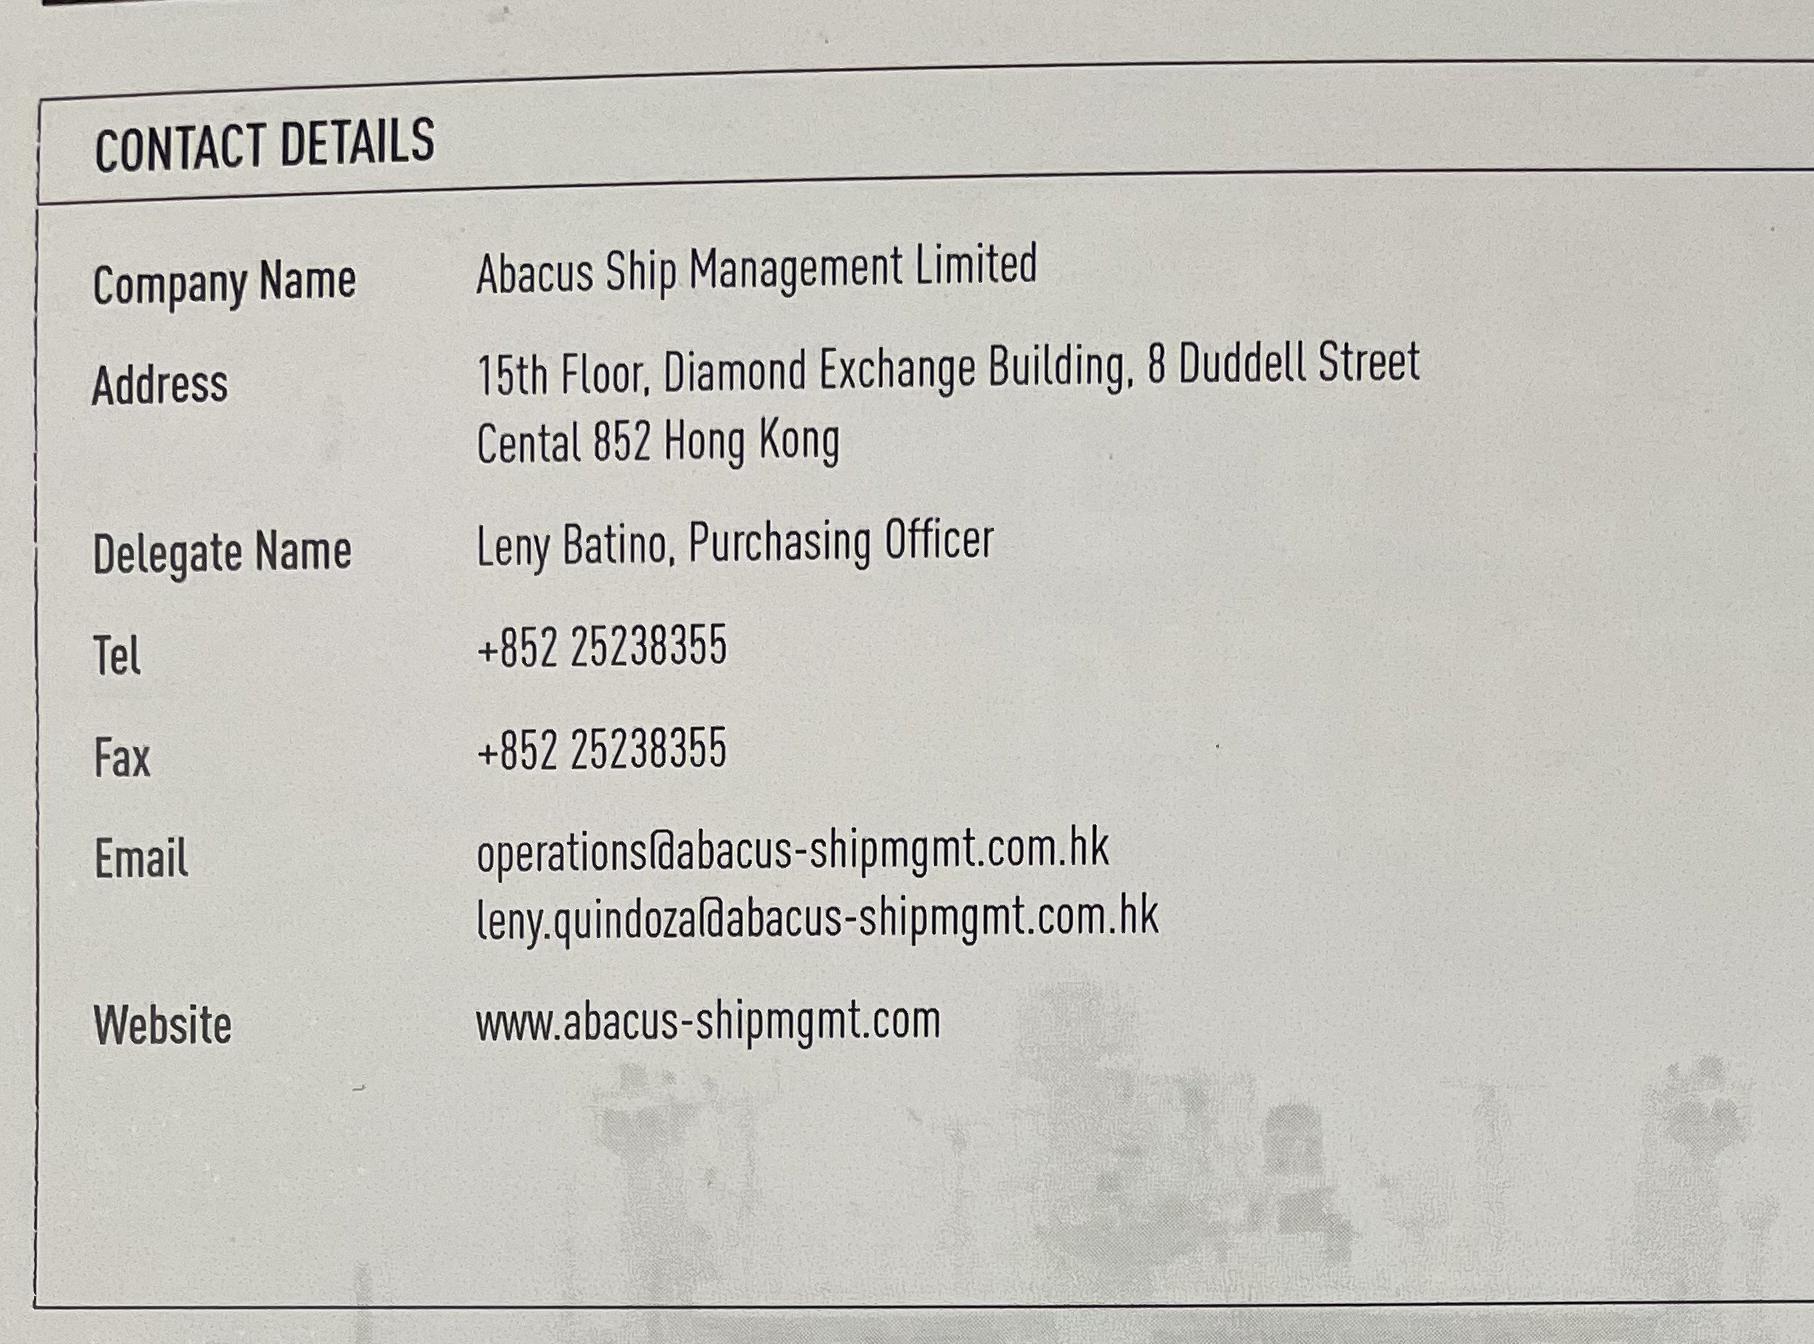 CONTACT DETAILS
Company Name Abacus Ship Management Limited
Address 15th Floor, Diamond Exchange Building, 8 Duddell Street
Cental 852 Hong Kong
Delegate Name Leny Batino, Purchasing Officer
Tel +852 25238355
Fax +852 25238355
Email operations@abacus-shipmgmt.com.hk
leny.quindoza@abacus-shipmgmt.com.hk
Website www.abacus-shipmgmt.com